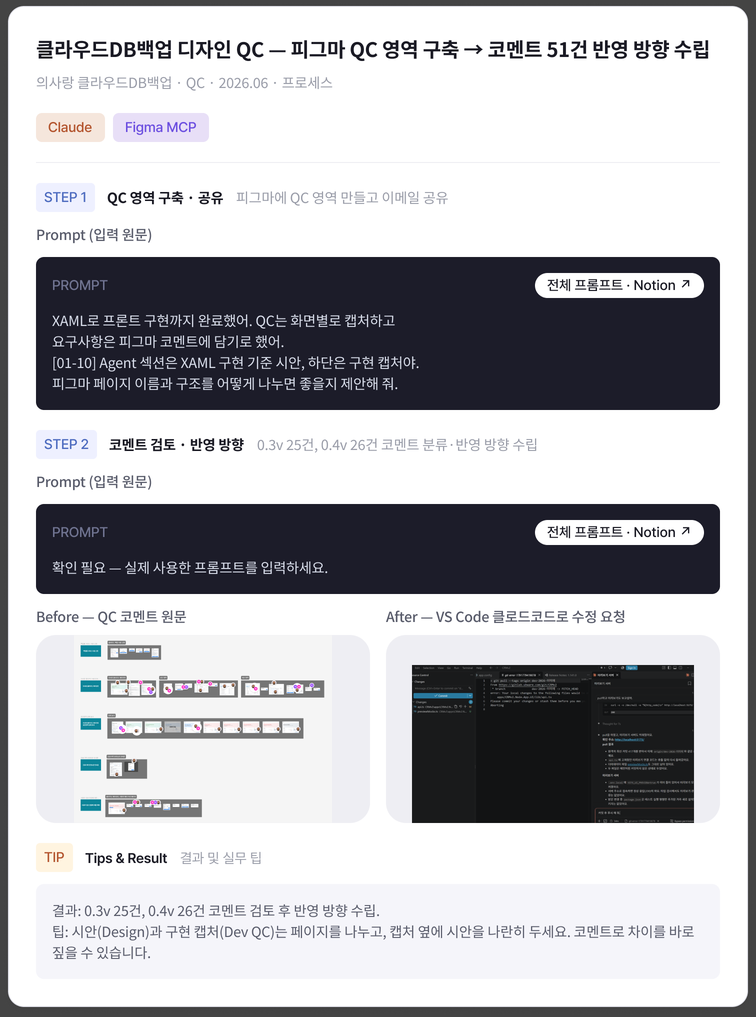 클라우드DB백업 디자인 QC — 피그마 QC 영역 구축 → 코멘트 51건 반영 방향 수립
의사랑 클라우드DB백업 · QC · 2026.06 · 프로세스
Claude
Figma MCP
STEP 1 QC 영역 구축 · 공유 피그마에 QC 영역 만들고 이메일 공유
Prompt (입력 원문)
PROMPT
전체 프롬프트 · Notion ↗
XAML로 프론트 구현까지 완료했어. QC는 화면별로 캡처하고
요구사항은 피그마 코멘트에 담기로 했어.
[01-10] Agent 섹션은 XAML 구현 기준 시안, 하단은 구현 캡처야.
피그마 페이지 이름과 구조를 어떻게 나누면 좋을지 제안해 줘.
STEP 2 코멘트 검토 · 반영 방향 0.3v 25건, 0.4v 26건 코멘트 분류·반영 방향 수립
Prompt (입력 원문)
PROMPT
전체 프롬프트 · Notion ↗
확인 필요 — 실제 사용한 프롬프트를 입력하세요.
Before — QC 코멘트 원문
After — VS Code 클로드코드로 수정 요청
TIP Tips & Result 결과 및 실무 팁
결과: 0.3v 25건, 0.4v 26건 코멘트 검토 후 반영 방향 수립.
팁: 시안(Design)과 구현 캡처(Dev QC)는 페이지를 나누고, 캡처 옆에 시안을 나란히 두세요. 코멘트로 차이를 바로
짚을 수 있습니다.